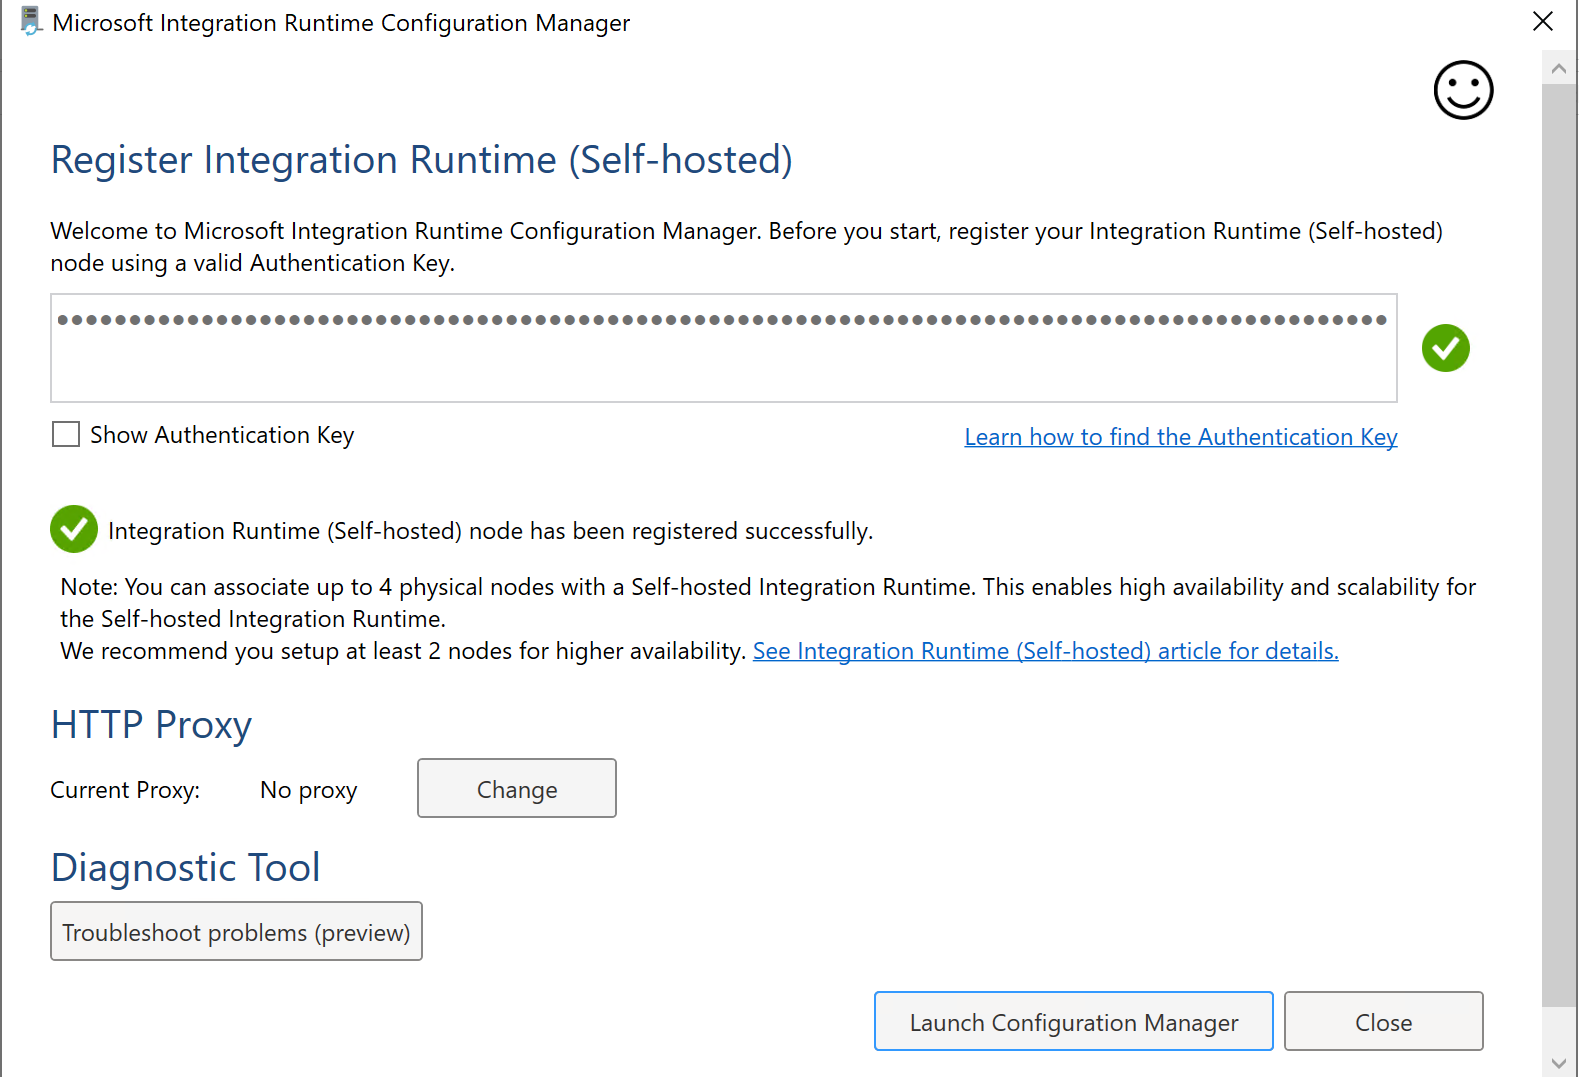 Microsoft Integration Runtime Configuration Manager
Register Integration Runtime (Self-hosted)
Welcome to Microsoft Integration Runtime Configuration Manager. Before you start, register your Integration Runtime (Self-hosted)
node using a valid Authentication Key.
Show Authentication Key
Learn how to find the Authentication Key
Integration Runtime (Self-hosted) node has been registered successfully.
Note: You can associate up to 4 physical nodes with a Self-hosted Integration Runtime. This enables high availability and scalability for
the Self-hosted Integration Runtime.
We recommend you setup at least 2 nodes for higher availability. See Integration Runtime (Self-hosted) article for details.
HTTP Proxy
Current Proxy: No proxy Change
Diagnostic Tool
Troubleshoot problems (preview)
Launch Configuration Manager Close